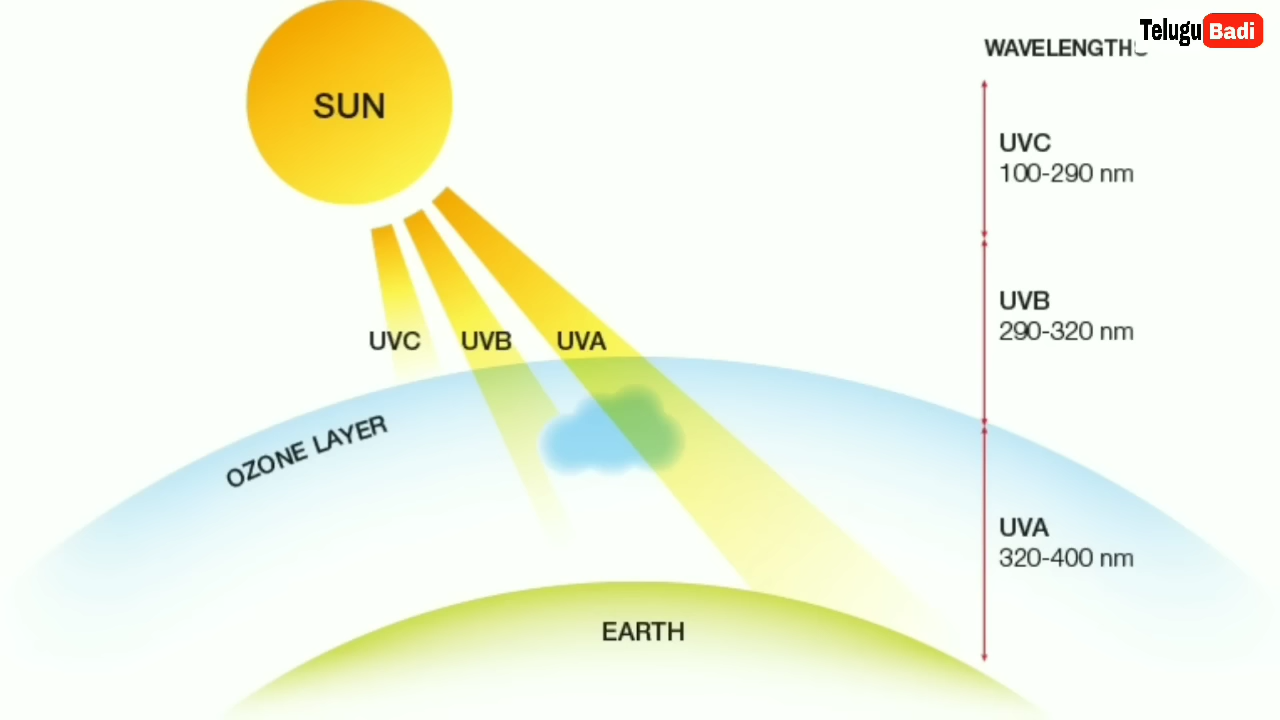 SUN
UVC
UVB
UVA
OZONE LAYER
EARTH
Telugu Badi
WAVELENGTHS
UVC
100-290 nm
UVB
290-320 nm
UVA
320-400 nm